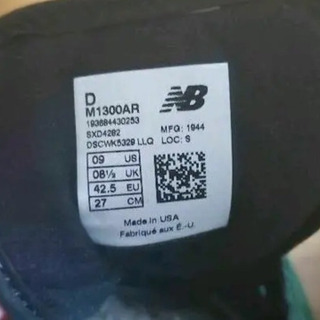 D
M1300AR
193684430253
SXD4282
DSCWK5329 LLQ
NB
MFG: 1944
LOC: S
09 US
08½ UK
42.5 EU
27 CM
Made in USA
Fabriqué aux É.-U.